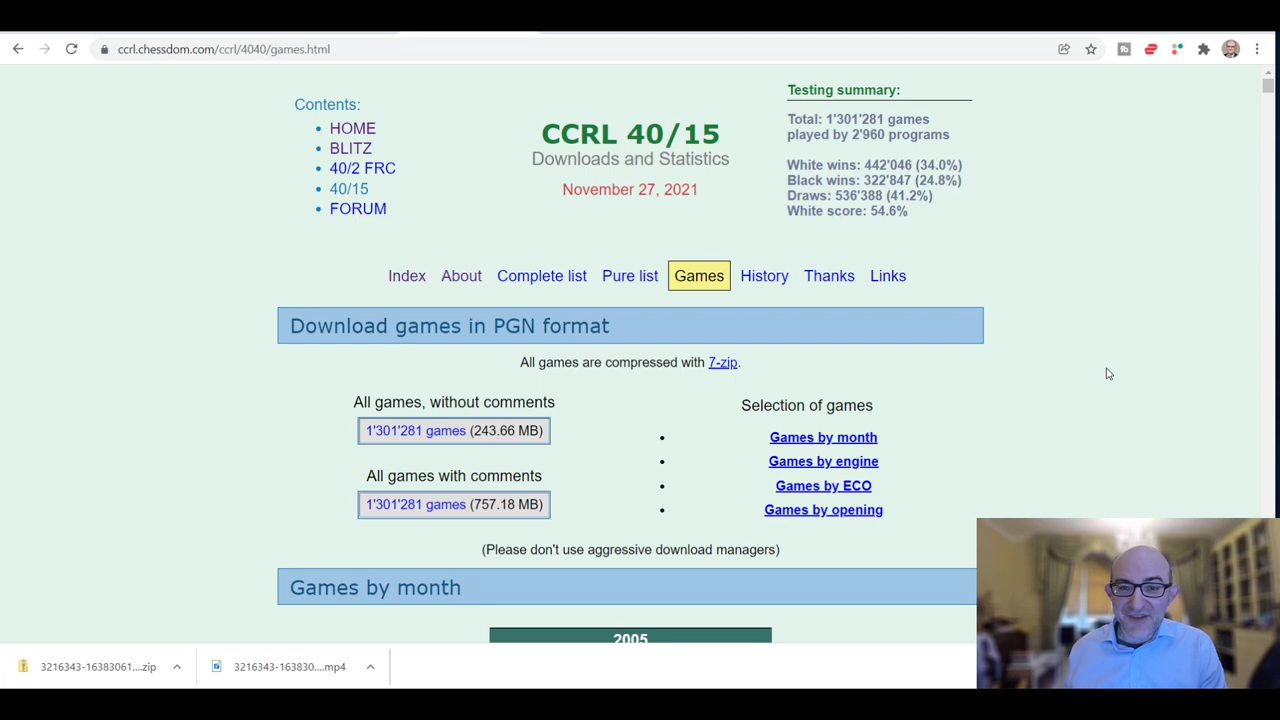 ccrl.chessdom.com/ccrl/4040/games.html
Contents:
HOME
BLITZ
40/2 FRC
40/15
FORUM
CCRL 40/15
Downloads and Statistics
November 27, 2021
Testing summary:
Total: 1'301'281 games
played by 2'960 programs
White wins: 442'046 (34.0%)
Black wins: 322'847 (24.8%)
Draws: 536'388 (41.2%)
White score: 54.6%
Index About Complete list Pure list Games History Thanks Links
Download games in PGN format
All games are compressed with 7-zip.
All games, without comments
1'301'281 games (243.66 MB)
All games with comments
1'301'281 games (757.18 MB)
Selection of games
Games by month
Games by engine
Games by ECO
Games by opening
(Please don't use aggressive download managers)
Games by month
2005
3216343-16383061....zip
3216343-163830....mp4